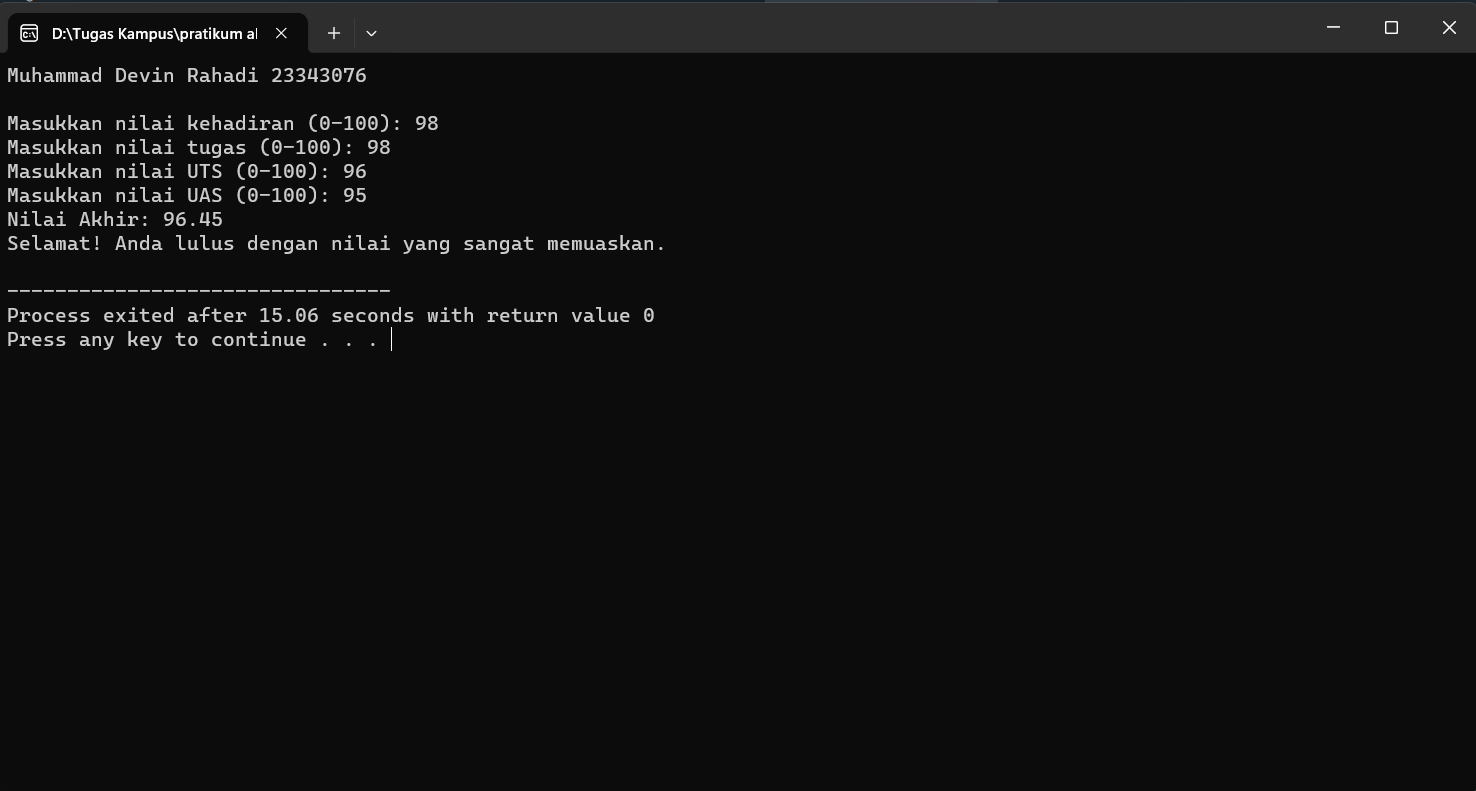 D:\Tugas Kampus\pratikum al
Muhammad Devin Rahadi 23343076
Masukkan nilai kehadiran (0-100): 98
Masukkan nilai tugas (0-100): 98
Masukkan nilai UTS (0-100): 96
Masukkan nilai UAS (0-100): 95
Nilai Akhir: 96.45
Selamat! Anda lulus dengan nilai yang sangat memuaskan.
--------------------------------
Process exited after 15.06 seconds with return value 0
Press any key to continue . . .